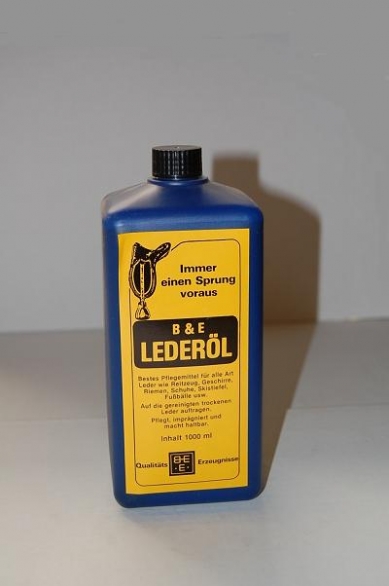 Immer
einen Sprung
voraus
B & E
LEDERÖL
Bestes Pflegemittel für alle Art
Leder wie Reitzeug, Geschirre,
Riemen, Schuhe, Skistiefel,
Fußbälle usw.
Auf die gereinigten trockenen
Leder auftragen.
Pflegt, imprägniert und
macht haltbar.
Inhalt 1000 ml
Qualitäts B+E E Erzeugnisse